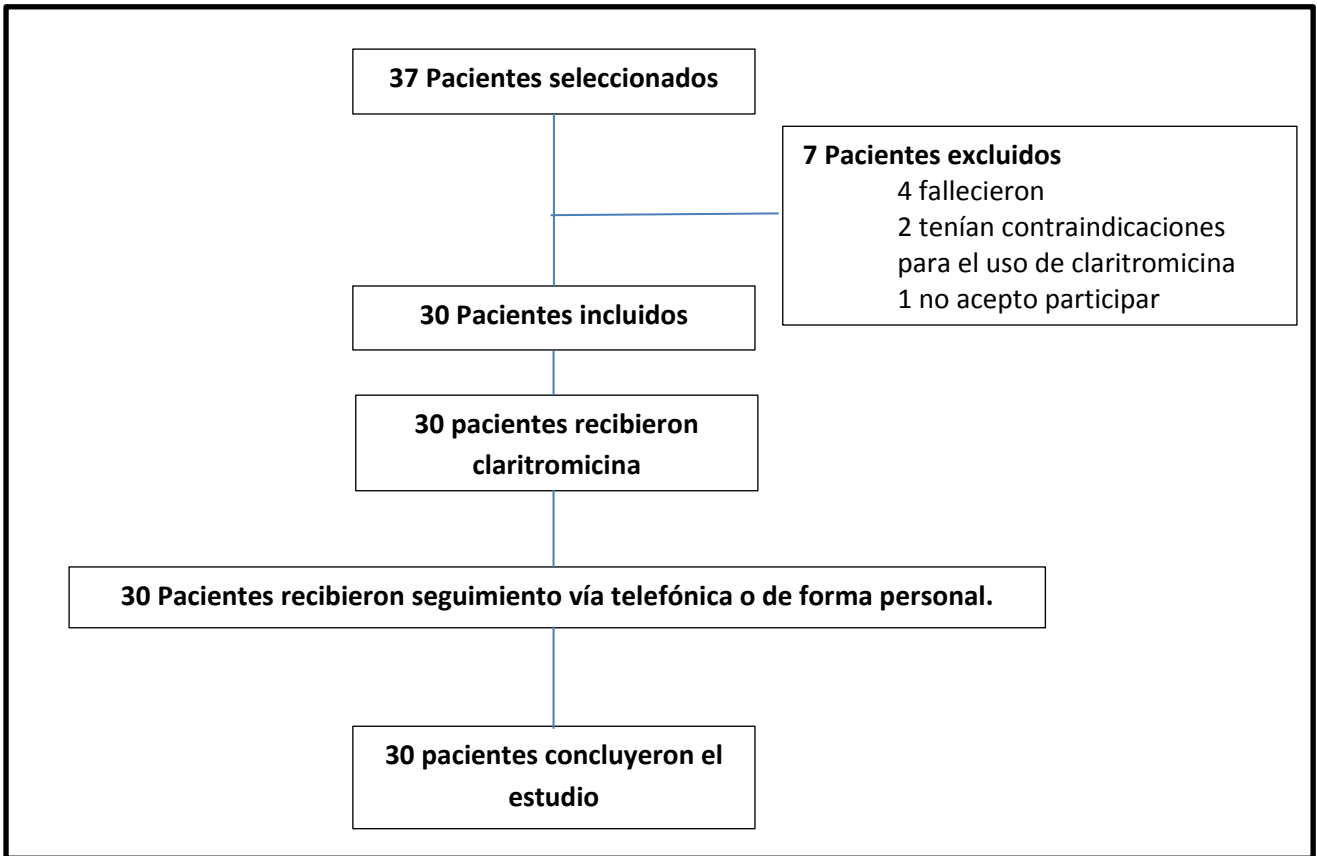 37 Pacientes seleccionados
7 Pacientes excluidos
4 fallecieron
2 tenían contraindicaciones
para el uso de claritromicina
1 no acepto participar
30 Pacientes incluidos
30 pacientes recibieron
claritromicina
30 Pacientes recibieron seguimiento vía telefónica o de forma personal.
30 pacientes concluyeron el
estudio